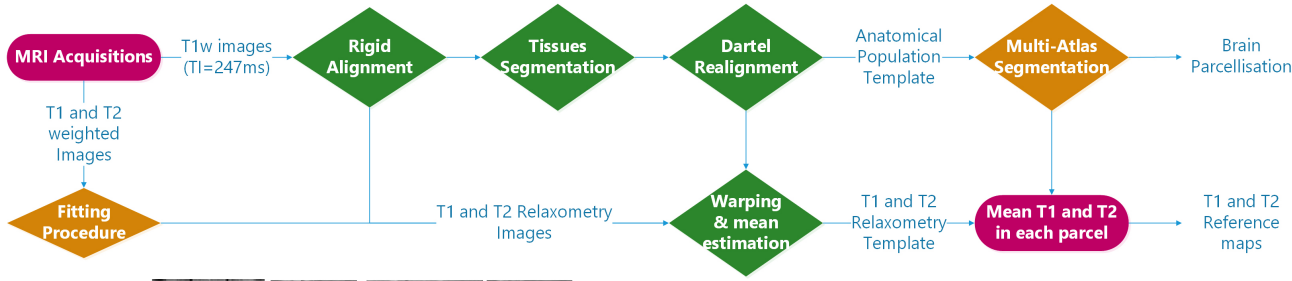 MRI Acquisitions
T1w images
(TI=247ms)
Rigid
Alignment
Tissues
Segmentation
Dartel
Realignment
Anatomical
Population
Template
Multi-Atlas
Segmentation
Brain
Parcellisation
T1 and T2
weighted
Images
Fitting
Procedure
T1 and T2 Relaxometry
Images
Warping
& mean
estimation
T1 and T2
Relaxometry
Template
Mean T1 and T2
in each parcel
T1 and T2
Reference
maps